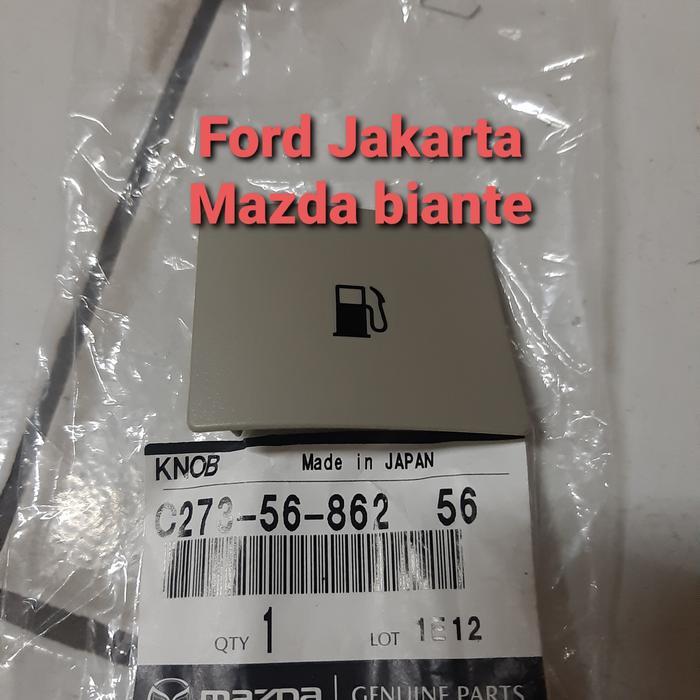 Ford Jakarta
Mazda biante
KNOB Made in JAPAN
C273-56-862 56
QTY 1 LOT 1E12
mazda GENUINE PARTS